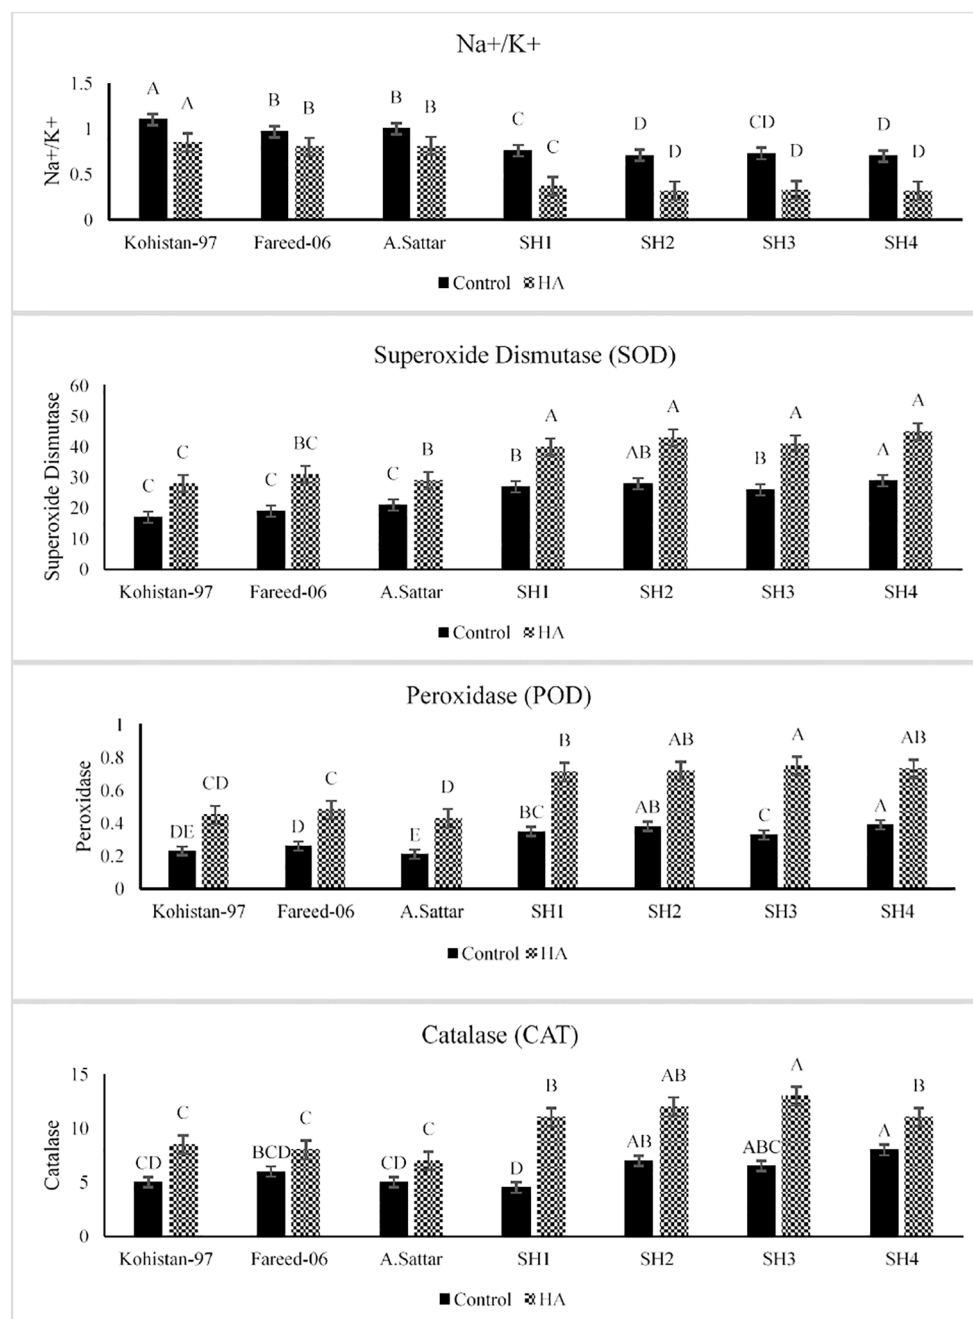 Na+/K+
Na+/K+
1.5
1
0.5
0
A A B B B B C C D D CD D D D
Kohistan-97 Fareed-06 A.Sattar SH1 SH2 SH3 SH4
Control HA
Superoxide Dismutase (SOD)
Superoxide Dismutase
60
50
40
30
20
10
0
C C C BC C B B A AB A B A A A
Kohistan-97 Fareed-06 A.Sattar SH1 SH2 SH3 SH4
Control HA
Peroxidase (POD)
Peroxidase
1
0.8
0.6
0.4
0.2
0
DE CD D C E D BC B AB AB C A A AB
Kohistan-97 Fareed-06 A.Sattar SH1 SH2 SH3 SH4
Control HA
Catalase (CAT)
Catalase
15
10
5
0
CD C BCD C CD C D B AB AB ABC A A B
Kohistan-97 Fareed-06 A.Sattar SH1 SH2 SH3 SH4
Control HA